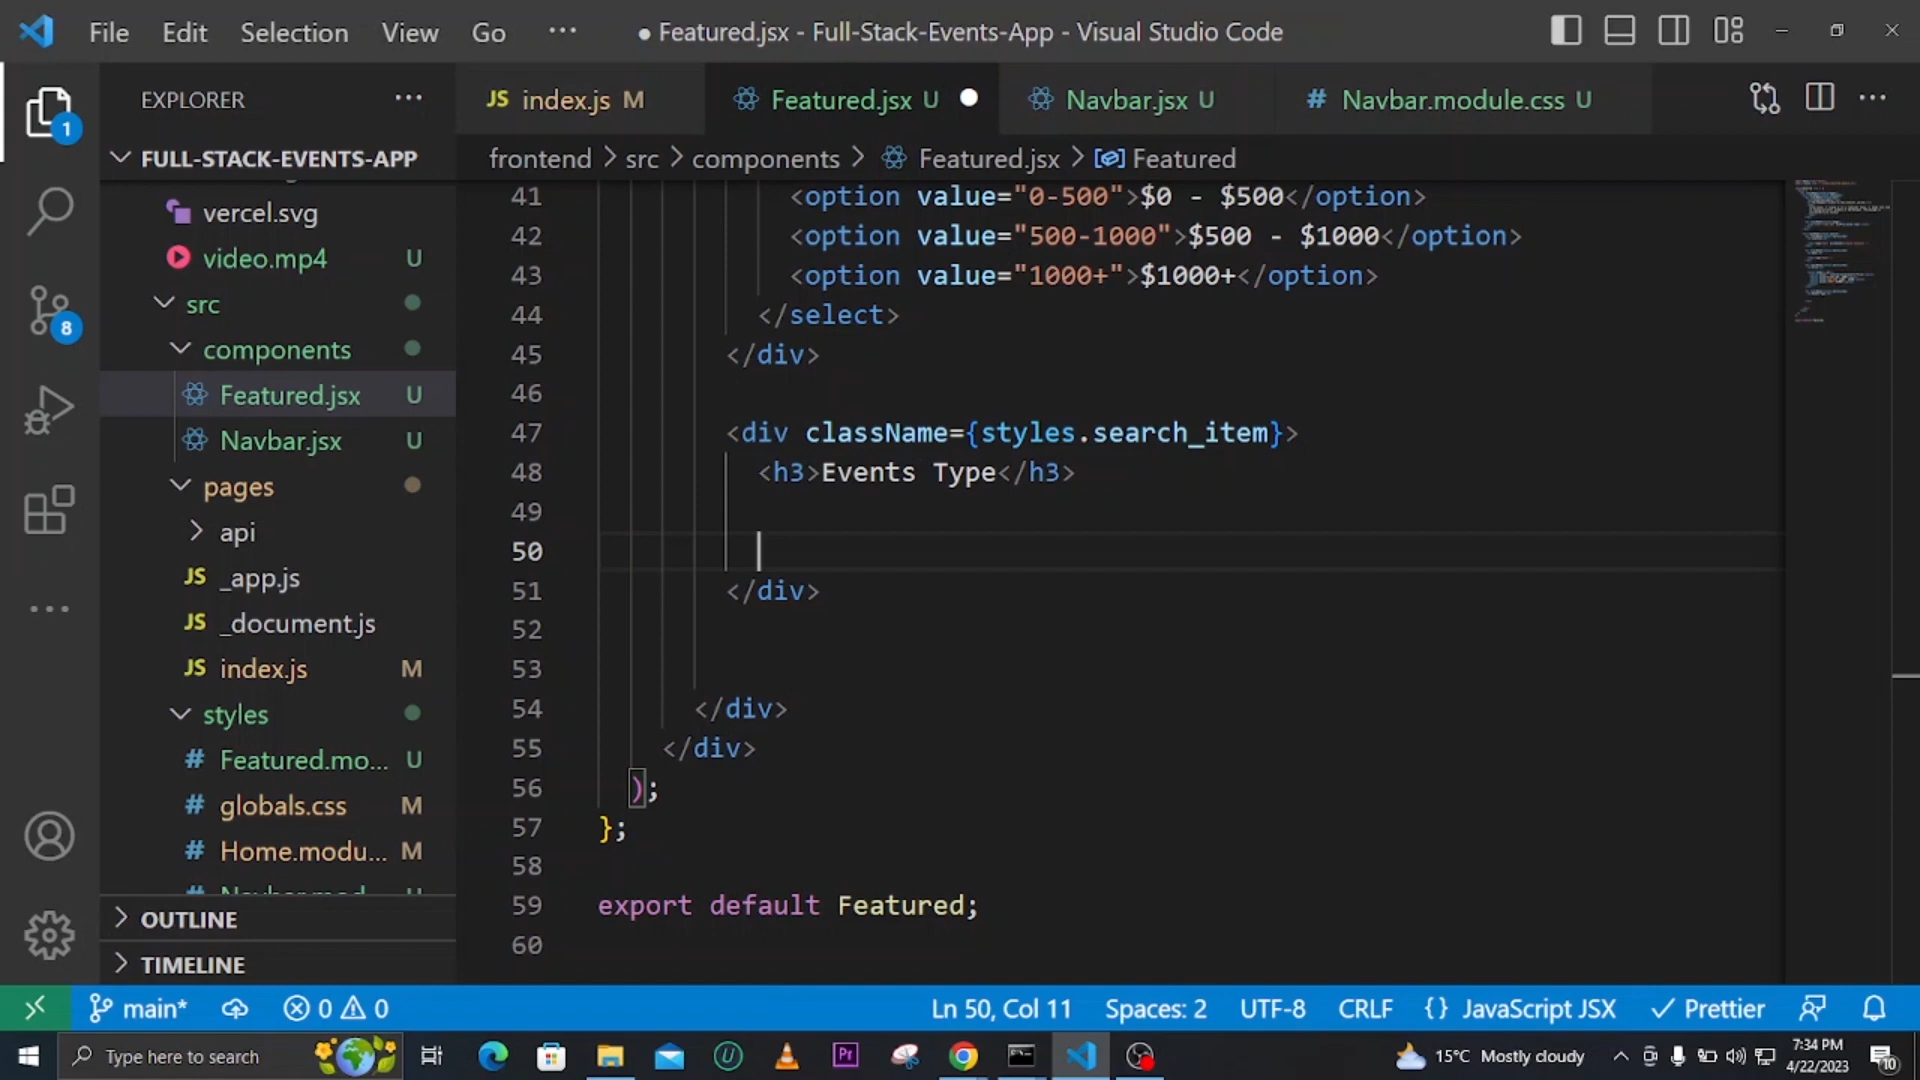 File Edit Selection View Go ··· ● Featured.jsx - Full-Stack-Events-App - Visual Studio Code
EXPLORER ···
JS index.js M
Featured.jsx U ●
Navbar.jsx U
# Navbar.module.css U
···
FULL-STACK-EVENTS-APP
frontend > src > components > Featured.jsx > Featured
vercel.svg
video.mp4 U
src
components
Featured.jsx U
Navbar.jsx U
pages
api
JS _app.js
JS _document.js
JS index.js M
styles
# Featured.mo... U
# globals.css M
# Home.modu... M
OUTLINE
TIMELINE
1
8
41 <option value="0-500">$0 - $500</option>
42 <option value="500-1000">$500 - $1000</option>
43 <option value="1000+">$1000+</option>
44 </select>
45 </div>
46
47 <div className={styles.search_item}>
48 <h3>Events Type</h3>
49
50
51 </div>
52
53
54 </div>
55 </div>
56 );
57 };
58
59 export default Featured;
60
main* 0 0 Ln 50, Col 11 Spaces: 2 UTF-8 CRLF {} JavaScript JSX ✓ Prettier
Type here to search
Pr
15°C Mostly cloudy
7:34 PM
4/22/2023
10